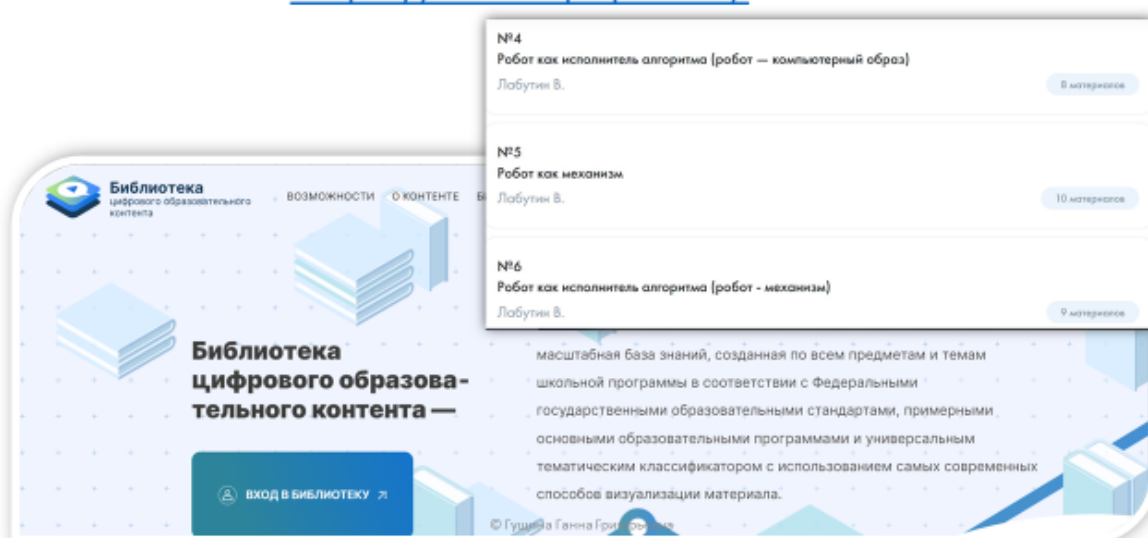 №4
Робот как исполнитель алгоритма (робот — компьютерный образ)
Лабутин В.
8 материалов
№5
Робот как механизм
Лабутин В.
10 материалов
№6
Робот как исполнитель алгоритма (робот - механизм)
Лабутин В.
9 материалов
Библиотека
цифрового образовательного
контента
ВОЗМОЖНОСТИ О КОНТЕНТЕ
Библиотека
цифрового образова-
тельного контента —
ВХОД В БИБЛИОТЕКУ
масштабная база знаний, созданная по всем предметам и темам
школьной программы в соответствии с Федеральными
государственными образовательными стандартами, примерными
основными образовательными программами и универсальным
тематическим классификатором с использованием самых современных
способов визуализации материала.
© Гущина Ганна Григорьевна